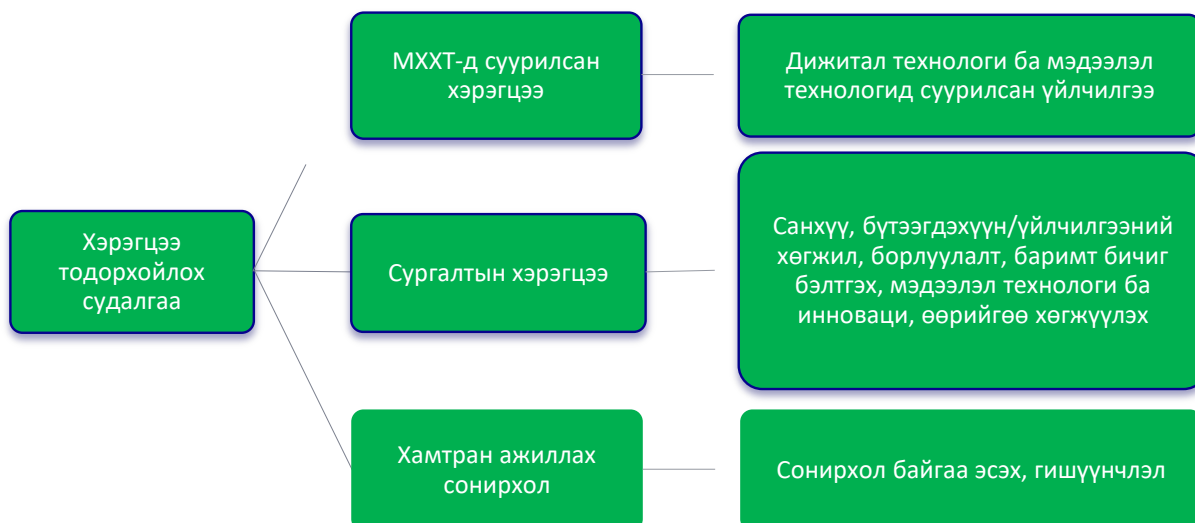 Хэрэгцээ
тодорхойлох
судалгаа
МХХТ-д суурилсан
хэрэгцээ
Дижитал технологи ба мэдээлэл
технологид суурилсан үйлчилгээ
Сургалтын хэрэгцээ
Санхүү, бүтээгдэхүүн/үйлчилгээний
хөгжил, борлуулалт, баримт бичиг
бэлтгэх, мэдээлэл технологи ба
инноваци, өөрийгөө хөгжүүлэх
Хамтран ажиллах
сонирхол
Сонирхол байгаа эсэх, гишүүнчлэл